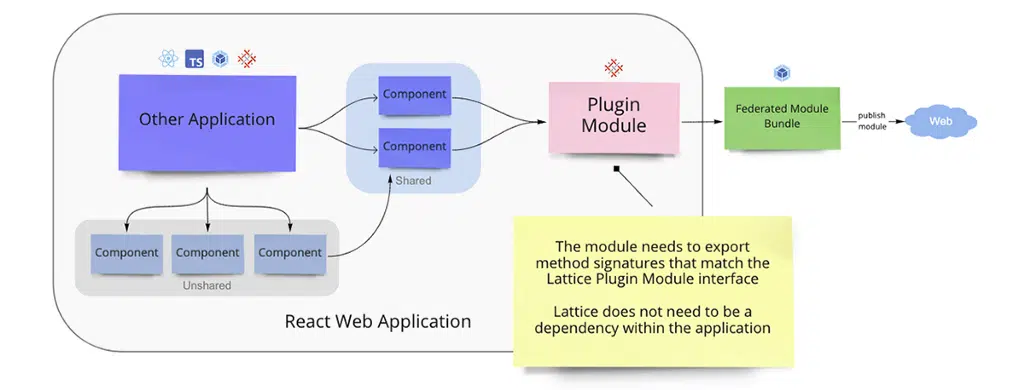 TS
Other Application
Component
Component
Shared
Component
Component
Component
Unshared
React Web Application
Plugin
Module
Federated Module
Bundle
publish
module
Web
The module needs to export
method signatures that match the
Lattice Plugin Module interface
Lattice does not need to be a
dependency within the application